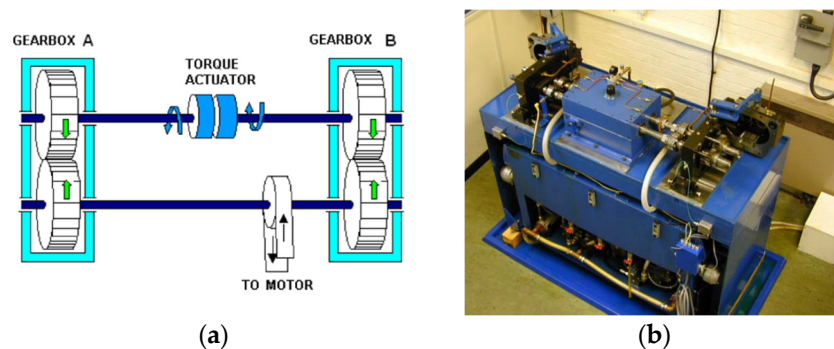 GEARBOX A
GEARBOX B
TORQUE
ACTUATOR
TO MOTOR
(a)
(b)